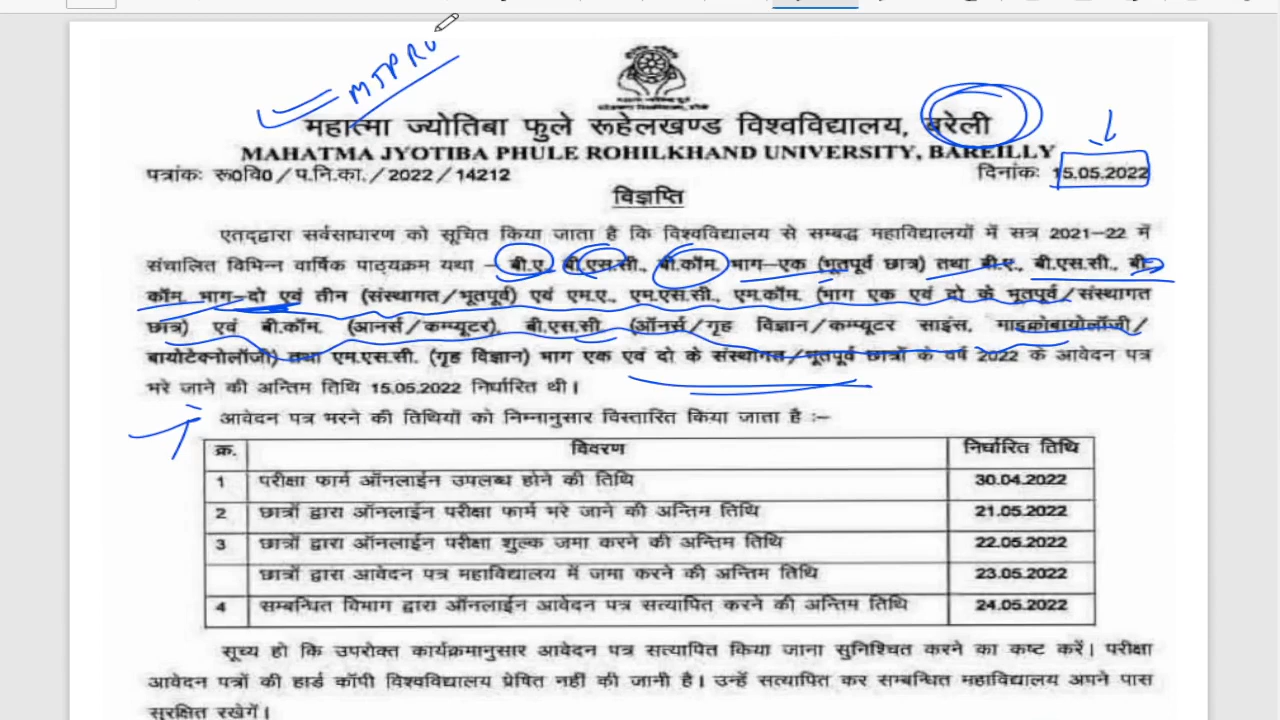 MJPRU
महात्मा ज्योतिबा फुले रूहेलखण्ड विश्वविद्यालय, बरेली
MAHATMA JYOTIBA PHULE ROHILKHAND UNIVERSITY, BAREILLY
पत्रांकः रू0वि0/प.नि.का./2022/14212 दिनांकः 15.05.2022
विज्ञप्ति
एतद्द्वारा सर्वसाधारण को सूचित किया जाता है कि विश्वविद्यालय से सम्बद्ध महाविद्यालयों में सत्र 2021-22 में
संचालित विभिन्न वार्षिक पाठ्यक्रम यथा - बी.ए. बी.एस.सी., बी.कॉम. भाग-एक (भूतपूर्व छात्र) तथा बी.ए., बी.एस.सी., बी.
कॉम. भाग-दो एवं तीन (संस्थागत/भूतपूर्व) एवं एम.ए., एम.एस.सी., एम.कॉम. (भाग एक एवं दो के भूतपूर्व/संस्थागत
छात्र) एवं बी.कॉम. (आनर्स/कम्प्यूटर), बी.एस.सी. (ऑनर्स/गृह विज्ञान/कम्प्यूटर साइंस, माइक्रोबायोलॉजी/
बायोटेक्नोलॉजी) तथा एम.एस.सी. (गृह विज्ञान) भाग एक एवं दो के संस्थागत/भूतपूर्व छात्रों के वर्ष 2022 के आवेदन पत्र
भरे जाने की अन्तिम तिथि 15.05.2022 निर्धारित थी।
आवेदन पत्र भरने की तिथियों को निम्नानुसार विस्तारित किया जाता है :-
क्र. विवरण निर्धारित तिथि
1 परीक्षा फार्म ऑनलाईन उपलब्ध होने की तिथि 30.04.2022
2 छात्रों द्वारा ऑनलाईन परीक्षा फार्म भरे जाने की अन्तिम तिथि 21.05.2022
3 छात्रों द्वारा ऑनलाईन परीक्षा शुल्क जमा करने की अन्तिम तिथि 22.05.2022
छात्रों द्वारा आवेदन पत्र महाविद्यालय में जमा करने की अन्तिम तिथि 23.05.2022
4 सम्बन्धित विभाग द्वारा ऑनलाईन आवेदन पत्र सत्यापित करने की अन्तिम तिथि 24.05.2022
सूच्य हो कि उपरोक्त कार्यक्रमानुसार आवेदन पत्र सत्यापित किया जाना सुनिश्चित करने का कष्ट करें। परीक्षा
आवेदन पत्रों की हार्ड कॉपी विश्वविद्यालय प्रेषित नहीं की जानी है। उन्हें सत्यापित कर सम्बन्धित महाविद्यालय अपने पास
सुरक्षित रखेगें।